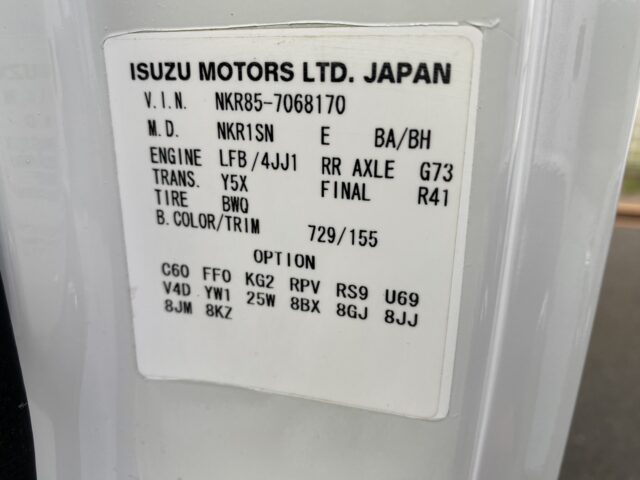 ISUZU MOTORS LTD. JAPAN
V.I.N. NKR85-7068170
M.D. NKR1SN E BA/BH
ENGINE LFB/4JJ1 RR AXLE G73
TRANS. Y5X FINAL R41
TIRE BWQ
B.COLOR/TRIM 729/155
OPTION
C60 FF0 KG2 RPV RS9 U69
V4D YW1 25W 8BX 8GJ 8JJ
8JM 8KZ